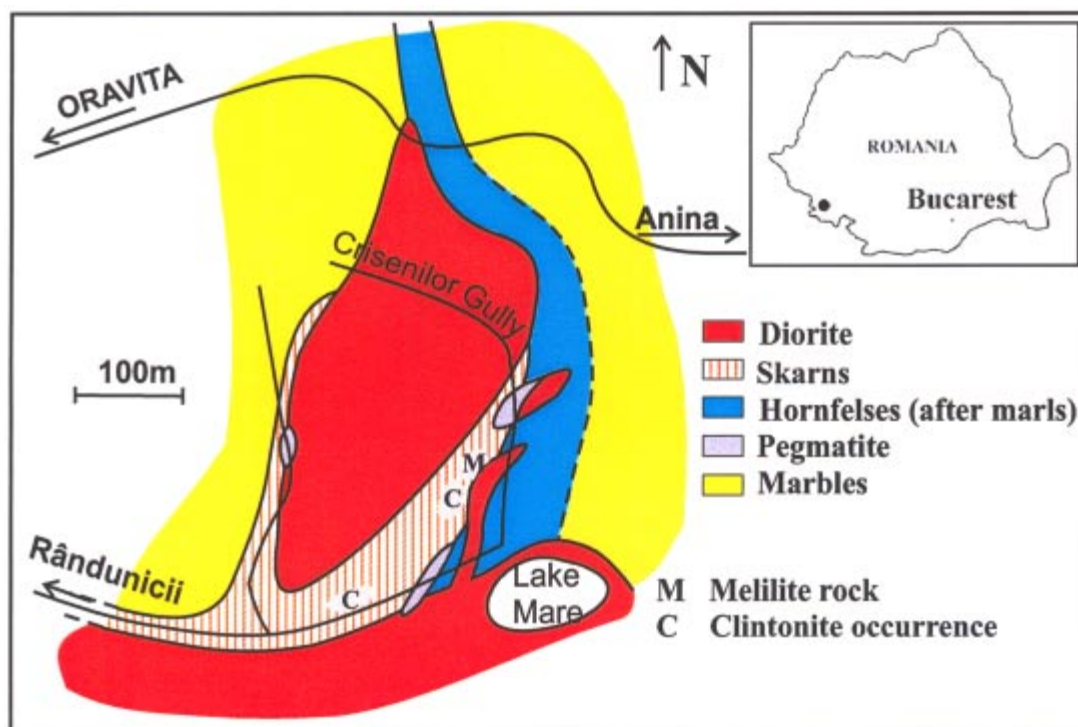 ORAVITA
N
ROMANIA
Bucarest
Anina
Crisenilor Gully
100m
Diorite
Skarns
Hornfelses (after marls)
Pegmatite
Marbles
M
C
C
Rândunicii
Lake
Mare
M Melilite rock
C Clintonite occurrence